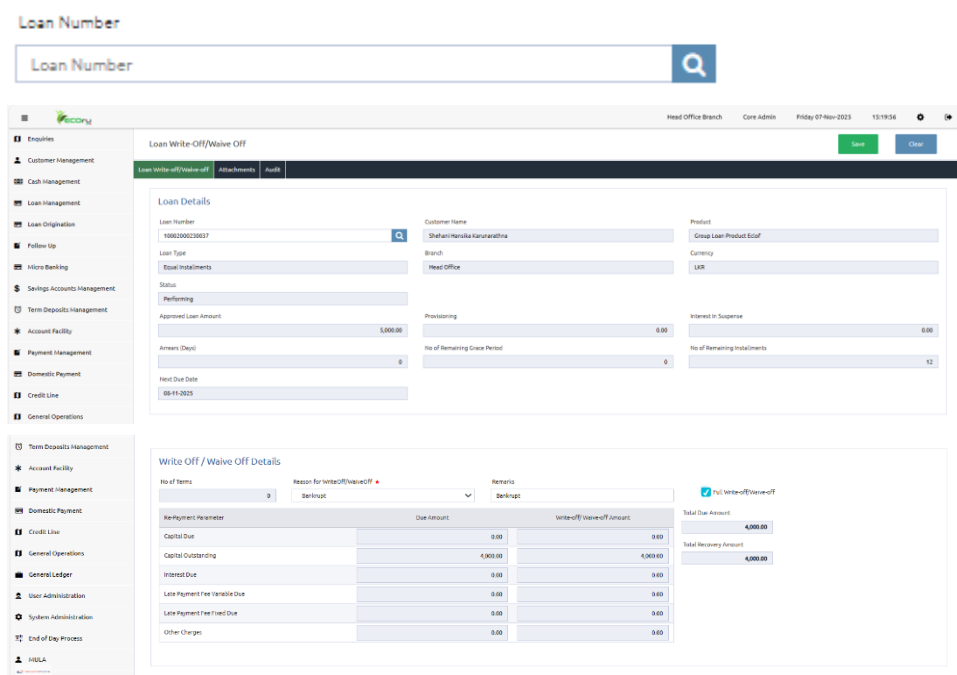 Loan Number
Loan Number
ECOny
Head Office Branch Core Admin Friday 07-Nov-2025 13:19:56
Enquiries
Customer Management
Cash Management
Loan Management
Loan Origination
Follow Up
Micro Banking
Savings Accounts Management
Term Deposits Management
Account Facility
Payment Management
Domestic Payment
Credit Line
General Operations
Loan Write-Off/Waive Off Save Clear
Loan Write-off/Waive-off Attachments Audit
Loan Details
Loan Number Customer Name Product
10002000230037 Shehani Hansika Karunarathna Group Loan Product Eclof
Loan Type Branch Currency
Equal Installments Head Office LKR
Status
Performing
Approved Loan Amount Provisioning Interest In Suspense
5,000.00 0.00 0.00
Arrears (Days) No of Remaining Grace Period No of Remaining Installments
0 0 12
Next Due Date
08-11-2025
Term Deposits Management
Account Facility
Payment Management
Domestic Payment
Credit Line
General Operations
General Ledger
User Administration
System Administration
End of Day Process
MULA
Write Off / Waive Off Details
No of Terms Reason for WriteOff/WaiveOff * Remarks
0 Bankrupt Bankrupt Full Write-off/Waive-off
Re-Payment Parameter Due Amount Write-off/ Waive-off Amount
Capital Due 0.00 0.00
Capital Outstanding 4,000.00 4,000.00
Interest Due 0.00 0.00
Late Payment Fee Variable Due 0.00 0.00
Late Payment Fee Fixed Due 0.00 0.00
Other Charges 0.00 0.00
Total Due Amount
4,000.00
Total Recovery Amount
4,000.00